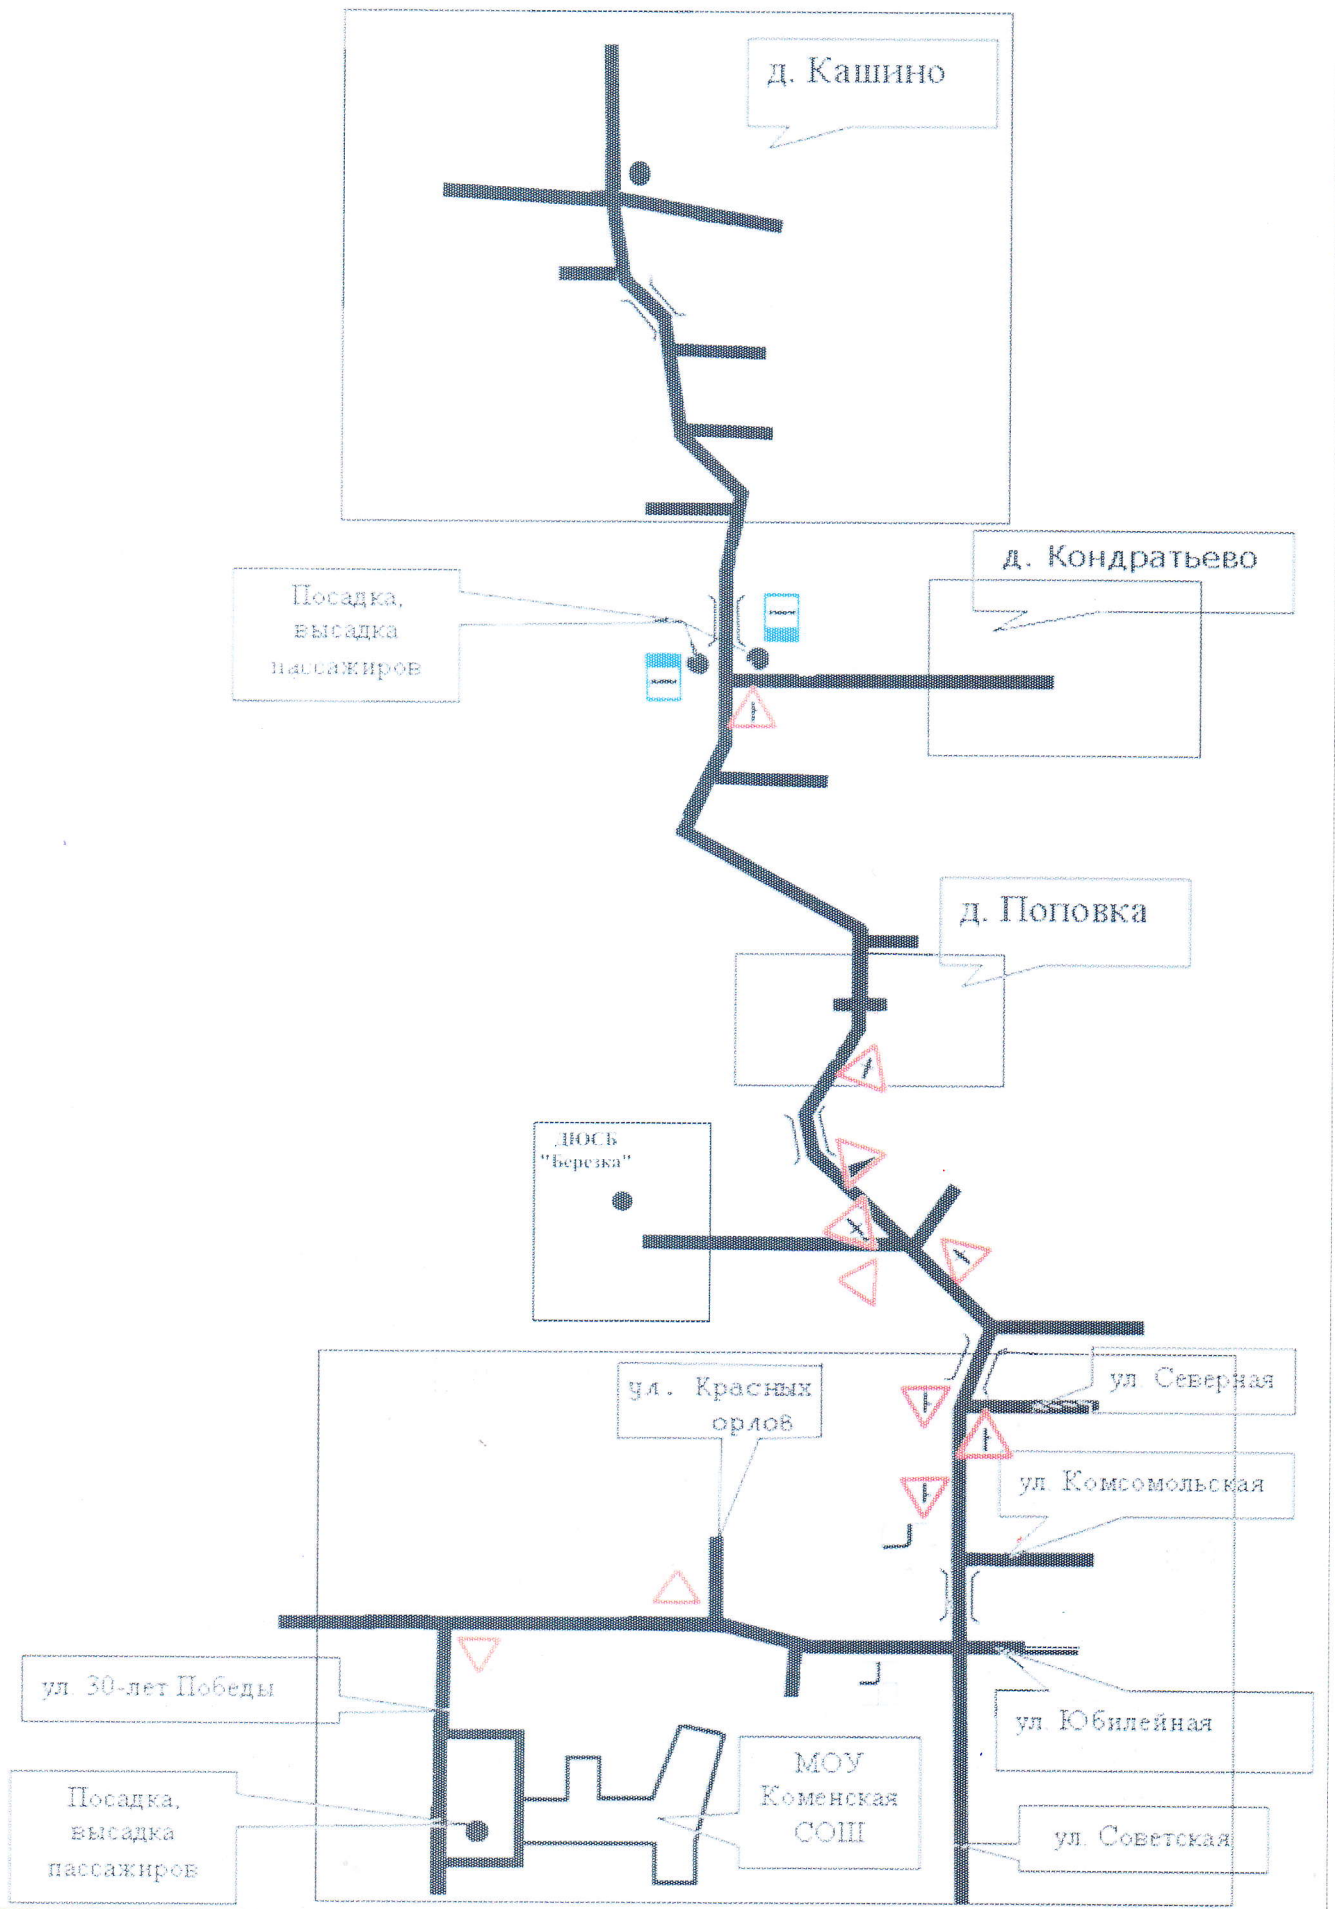 д. Кашино
д. Кондратьево
Посадка,
высадка
пассажиров
д. Поповка
ДЮСБ
"Березка"
ул. Северная
ул. Красных
орлов
ул. Комсомольская
ул. 30-лет Победы
ул. Юбилейная
МОУ
Коменская
СОШ
Посадка,
высадка
пассажиров
ул. Советская